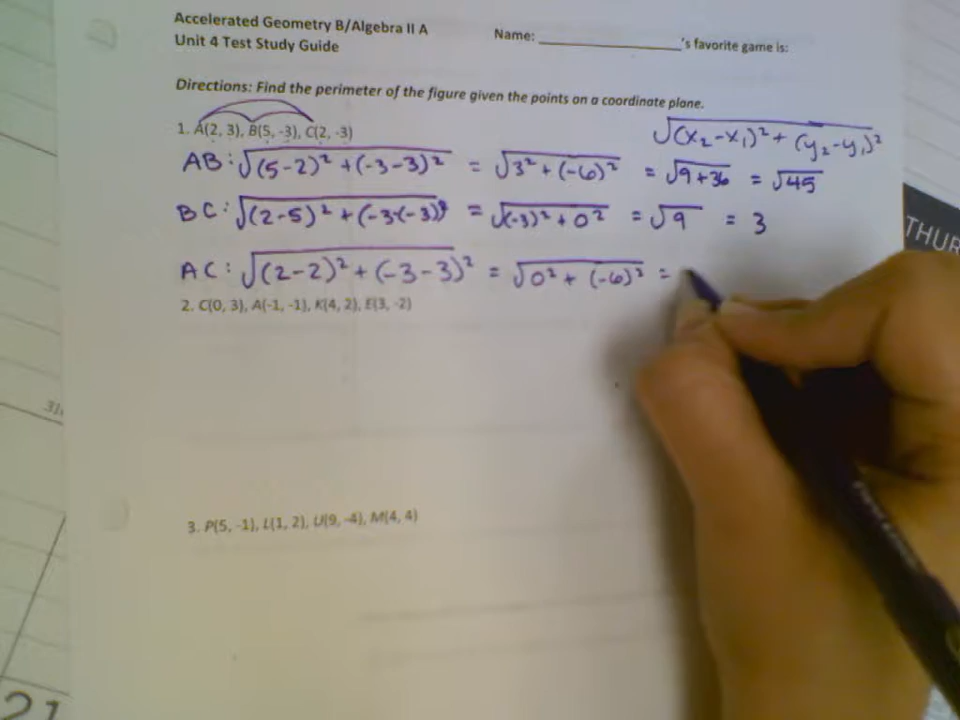 Accelerated Geometry B/Algebra II A
Unit 4 Test Study Guide
Name: ____________________'s favorite game is:
Directions: Find the perimeter of the figure given the points on a coordinate plane.
1. A(2, 3), B(5, -3), C(2, -3)
√(x₂-x₁)² + (y₂-y₁)²
AB: √(5-2)² + (-3-3)² = √3² + (-6)² = √9+36 = √45
BC: √(2-5)² + (-3-(-3))² = √(-3)² + 0² = √9 = 3
AC: √(2-2)² + (-3-3)² = √0² + (-6)² =
2. C(0, 3), A(-1, -1), K(4, 2), E(3, -2)
3. P(5, -1), L(1, 2), U(9, -4), M(4, 4)
THUR
21